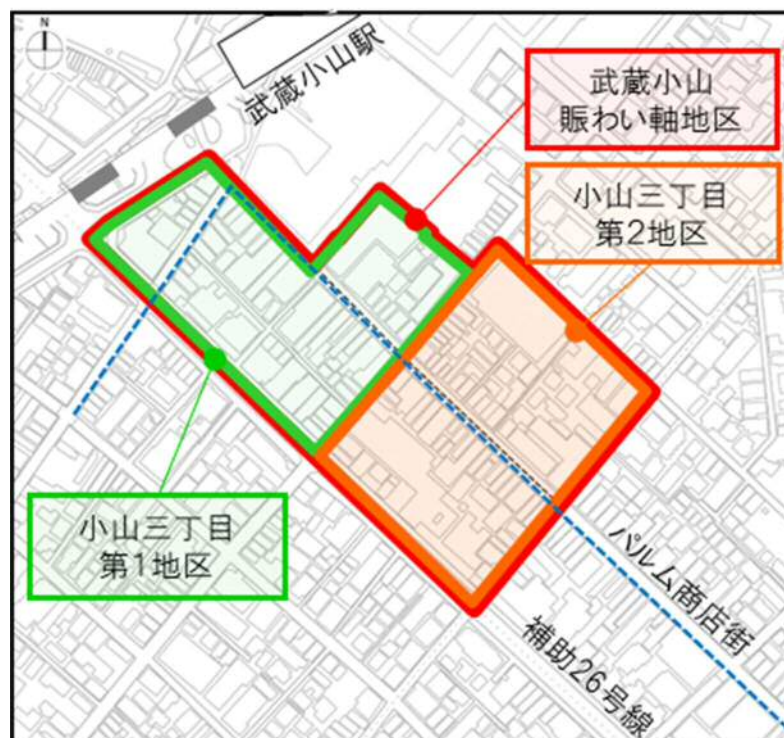 N
武蔵小山駅
武蔵小山
賑わい軸地区
小山三丁目
第2地区
小山三丁目
第1地区
パルム商店街
補助26号線